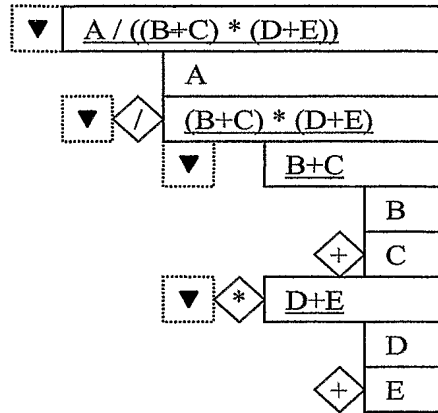 A / ((B+C) * (D+E))
A
/ (B+C) * (D+E)
B+C
B
+ C
* D+E
D
+ E